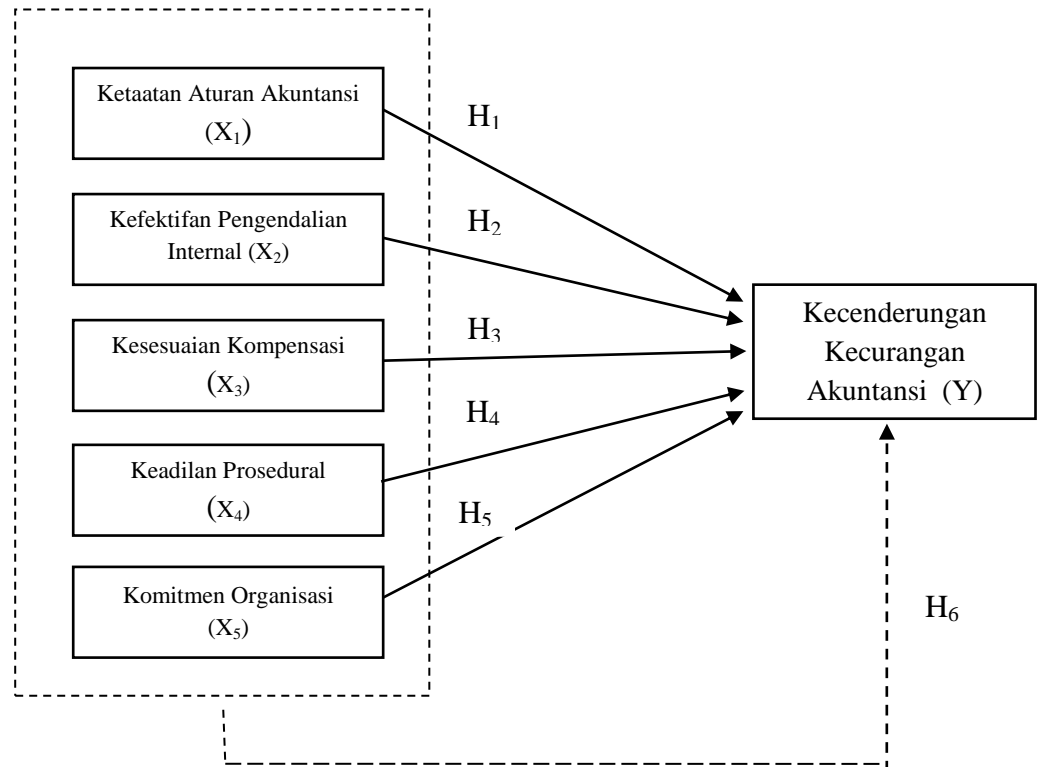 Ketaatan Aturan Akuntansi
(X₁)
H₁
Kefektifan Pengendalian
Internal (X₂)
H₂
Kesesuaian Kompensasi
(X₃)
H₃
Kecenderungan
Kecurangan
Akuntansi (Y)
Keadilan Prosedural
(X₄)
H₄
Komitmen Organisasi
(X₅)
H₅
H₆